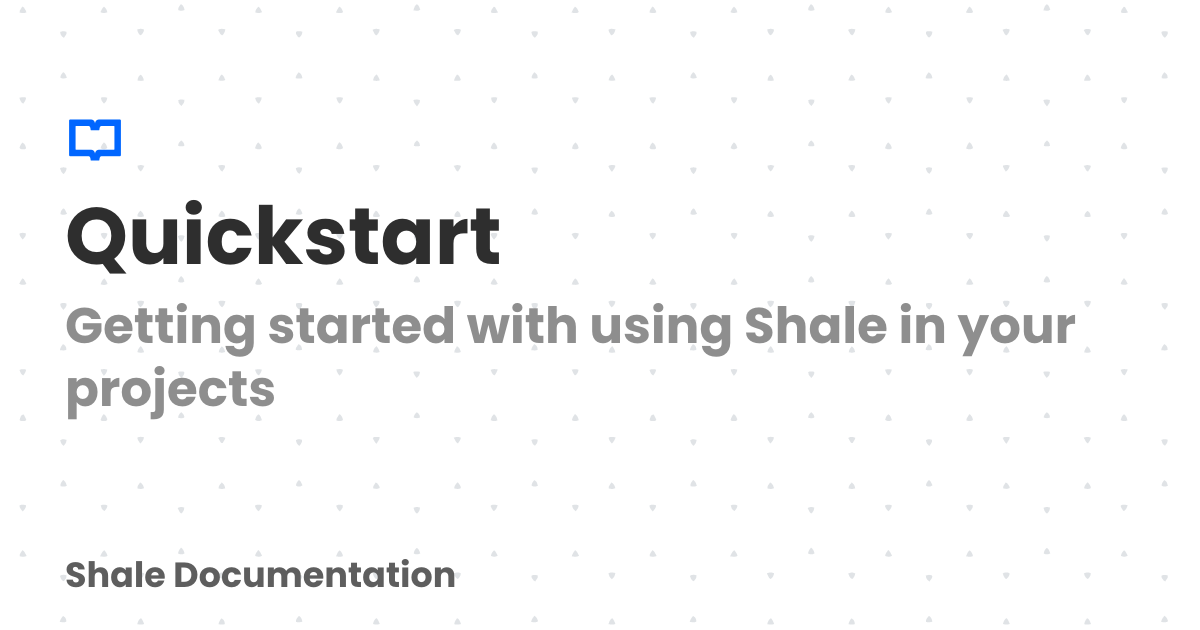 Quickstart
Getting started with using Shale in your
projects
Shale Documentation